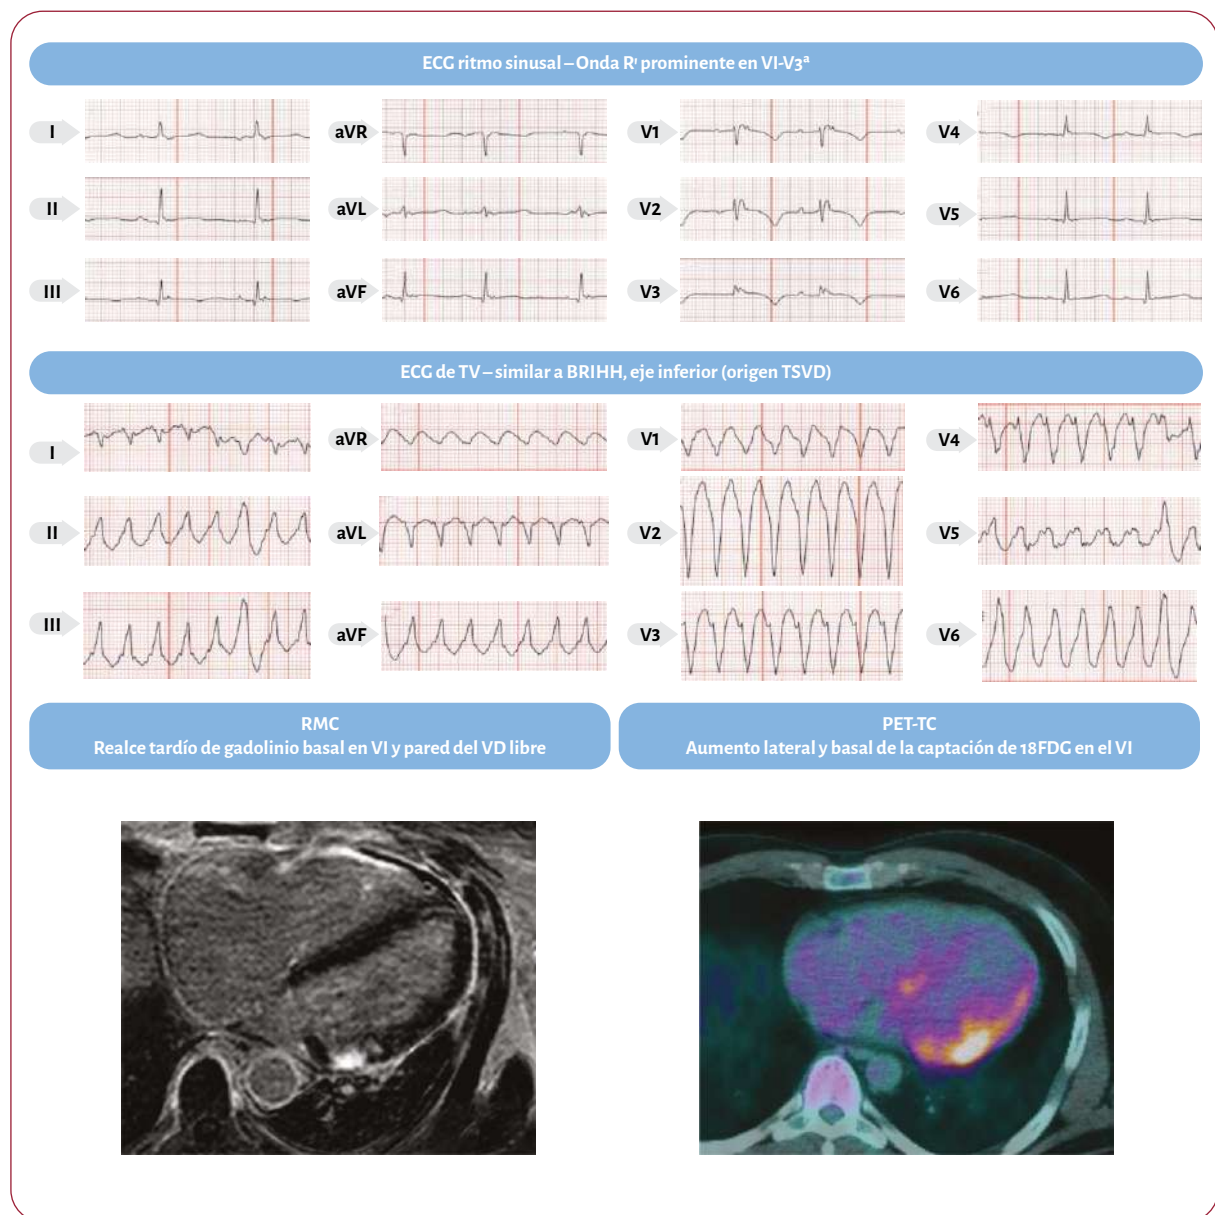 ECG ritmo sinusal – Onda R' prominente en VI-V3ª
I
aVR
V1
V4
II
aVL
V2
V5
III
aVF
V3
V6
ECG de TV – similar a BRIHH, eje inferior (origen TSVD)
I
aVR
V1
V4
II
aVL
V2
V5
III
aVF
V3
V6
RMC
Realce tardío de gadolinio basal en VI y pared del VD libre
PET-TC
Aumento lateral y basal de la captación de 18FDG en el VI